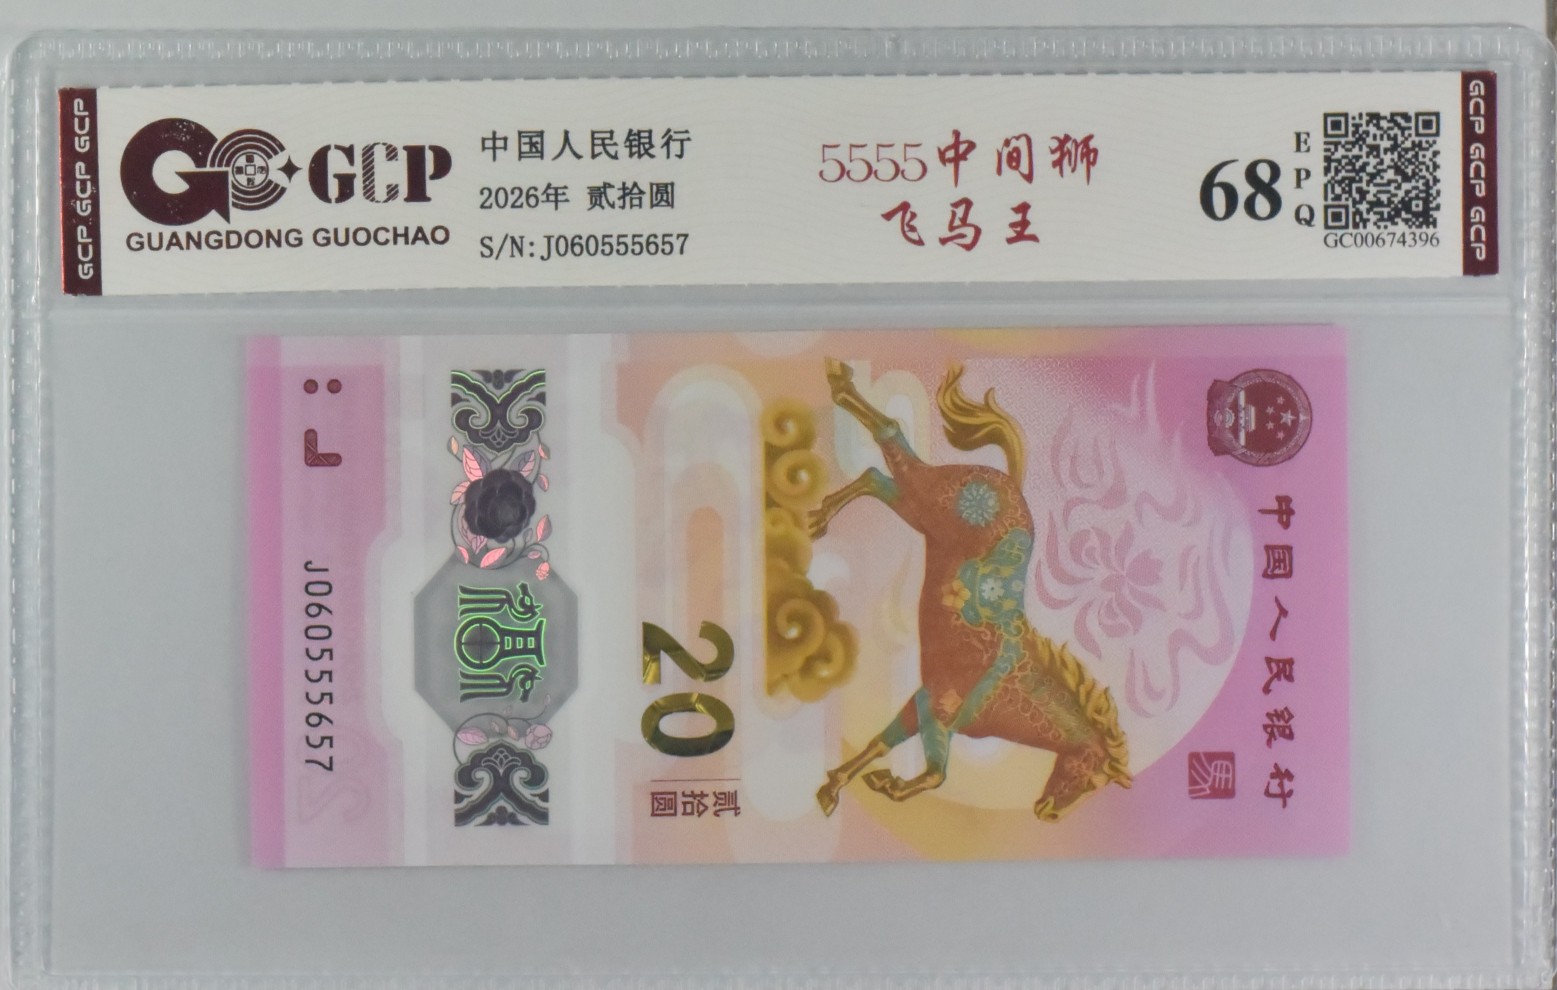 GCP GCP GCP
GCP
GUANGDONG GUOCHAO
中国人民银行
2026年 贰拾圆
S/N:J060555657
5555中间狮
飞马王
68
EPQ
GC00674396
GCP GCP GCP
中国人民银行
J060555657
20
贰拾圆